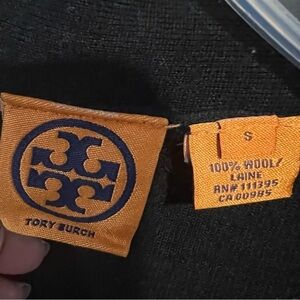 TORY BURCH
S
100% WOOL/
LAINE
RN# 111395
CA 00985